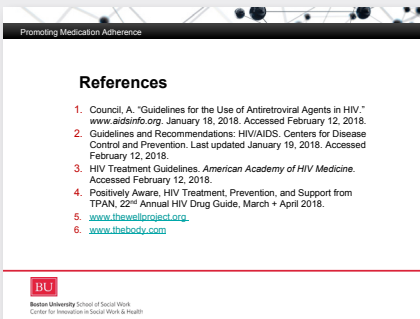 Promoting Medication Adherence
References
1. Council, A. “Guidelines for the Use of Antiretroviral Agents in HIV.”
www.aidsinfo.org. January 18, 2018. Accessed February 12, 2018.
2. Guidelines and Recommendations: HIV/AIDS. Centers for Disease
Control and Prevention. Last updated January 19, 2018. Accessed
February 12, 2018.
3. HIV Treatment Guidelines. American Academy of HIV Medicine.
Accessed February 12, 2018.
4. Positively Aware, HIV Treatment, Prevention, and Support from
TPAN, 22nd Annual HIV Drug Guide, March + April 2018.
5. www.thewellproject.org
6. www.thebody.com
BU
Boston University School of Social Work
Center for Innovation in Social Work & Health